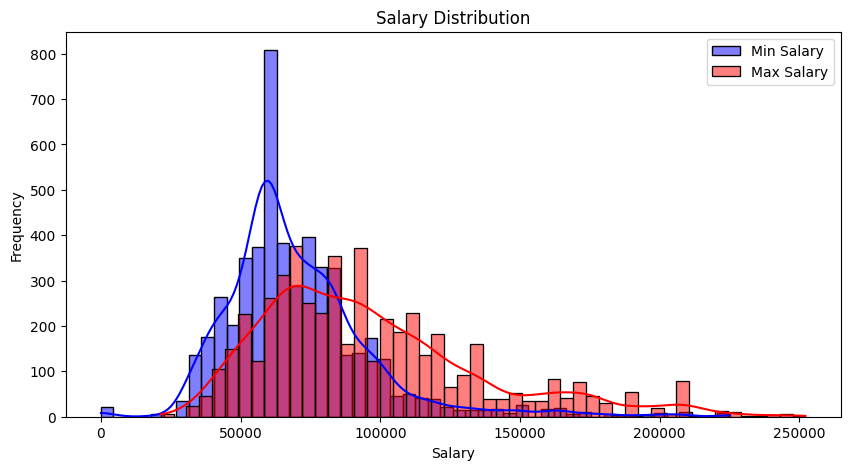 Salary Distribution
Min Salary
Max Salary
800
700
600
500
400
300
200
100
0
Frequency
0 50000 100000 150000 200000 250000
Salary